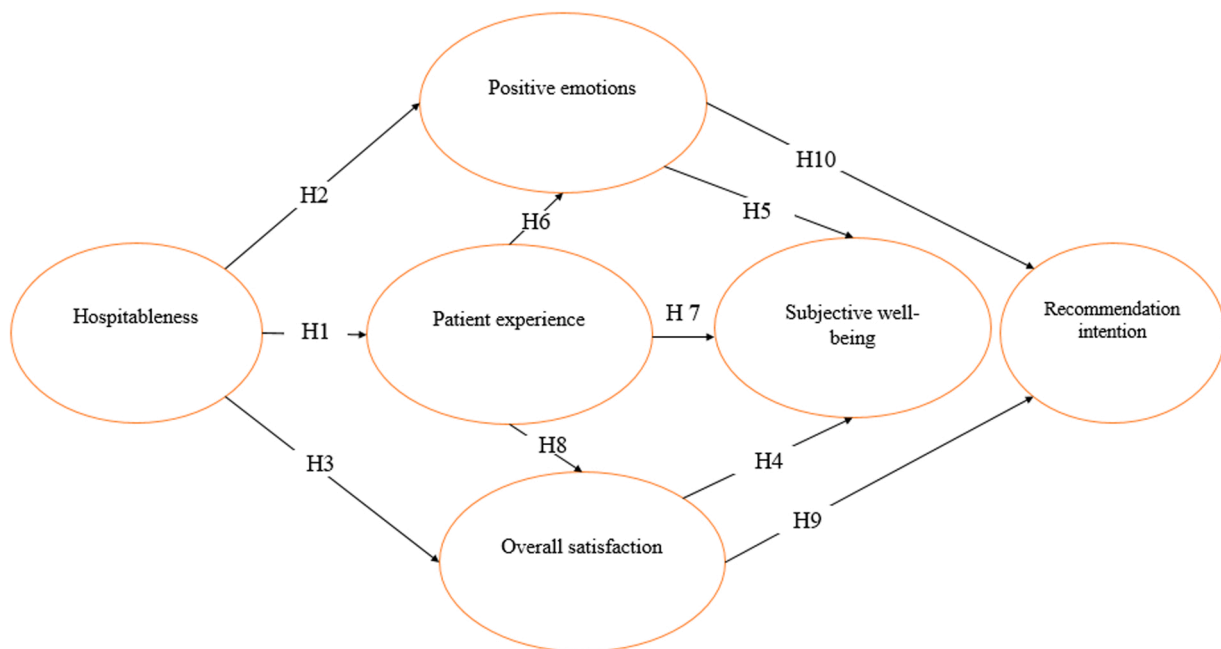 Positive emotions
H10
H2
H5
H6
Hospitableness
H1
Patient experience
H 7
Subjective well-
being
Recommendation
intention
H8
H3
H4
H9
Overall satisfaction